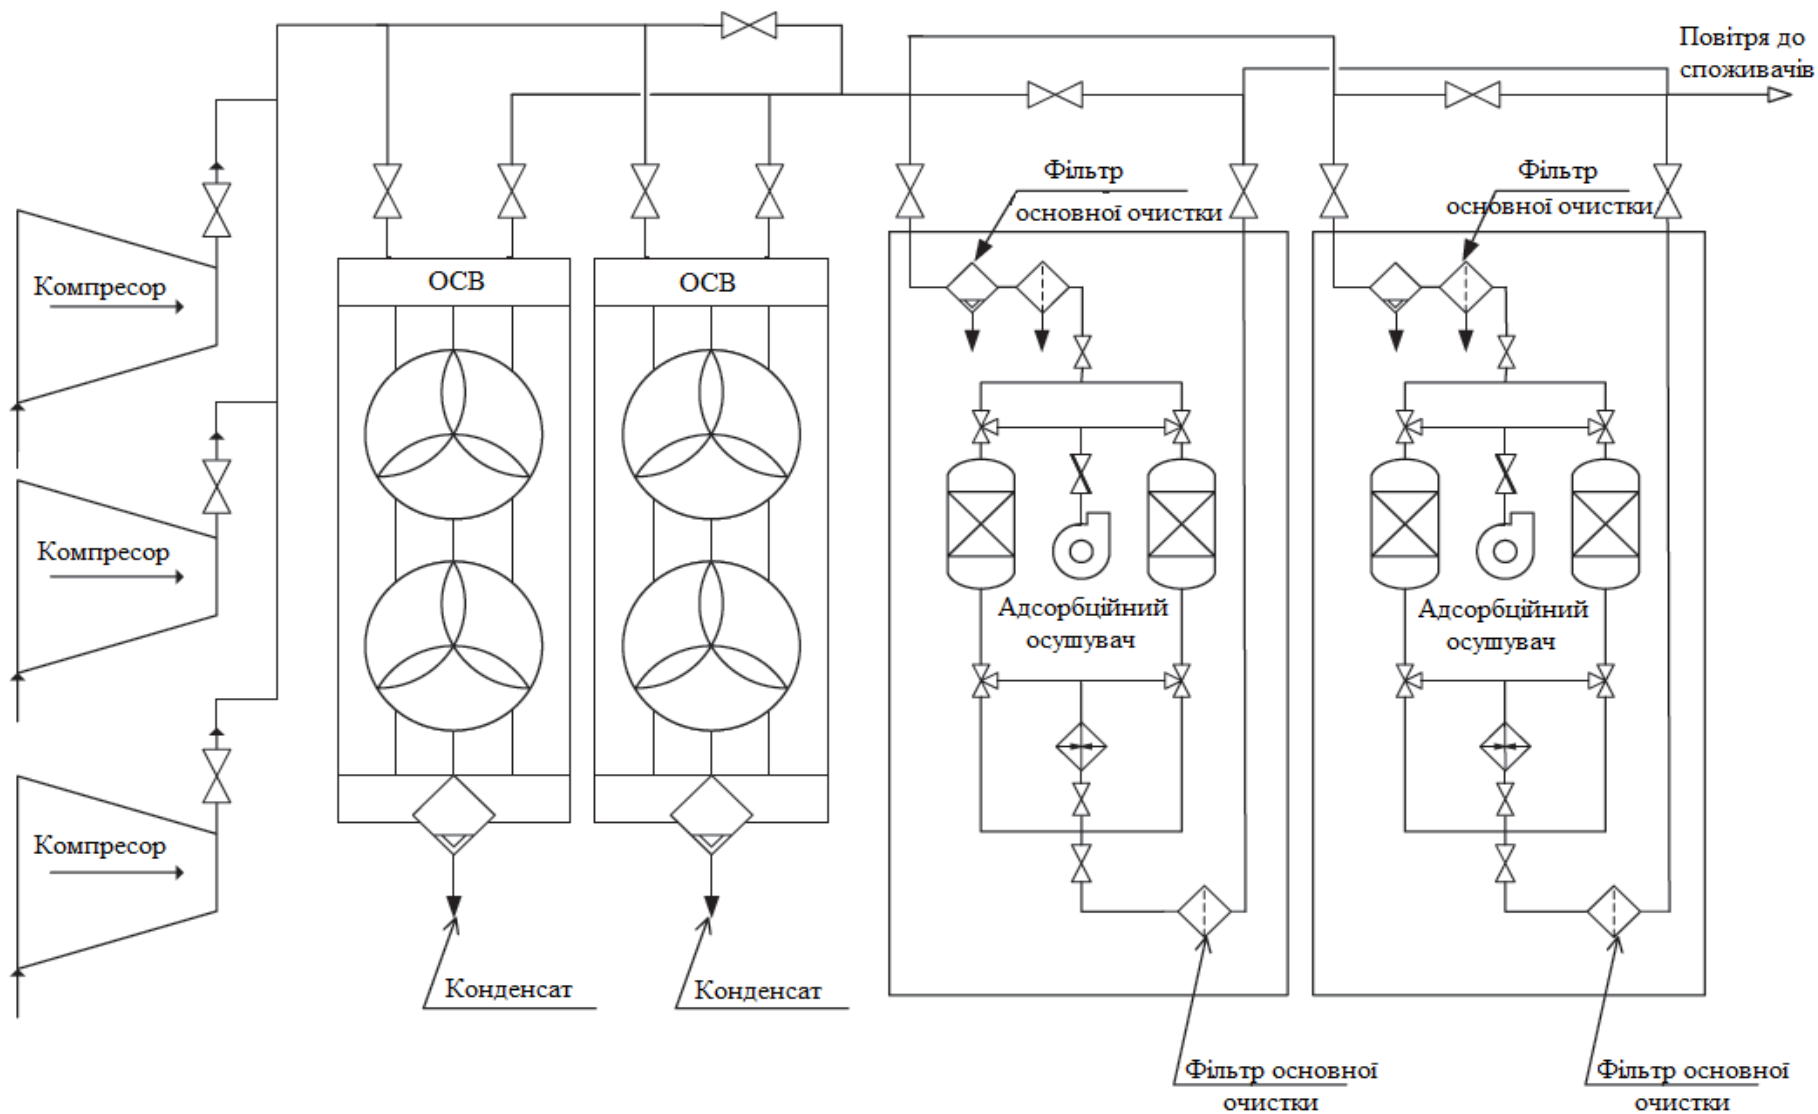 Повітря до
споживачів
Фільтр
основної очистки
Фільтр
основної очистки
Компресор
ОСВ
ОСВ
Компресор
Адсорбційний
осушувач
Адсорбційний
осушувач
Компресор
Конденсат
Конденсат
Фільтр основної
очистки
Фільтр основної
очистки